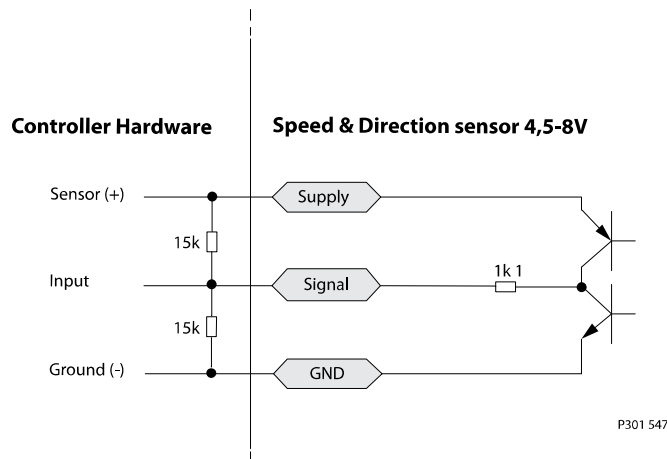 Controller Hardware
Speed & Direction sensor 4,5-8V
Sensor (+)
Supply
15k
Input
Signal
1k 1
15k
Ground (-)
GND
P301 547